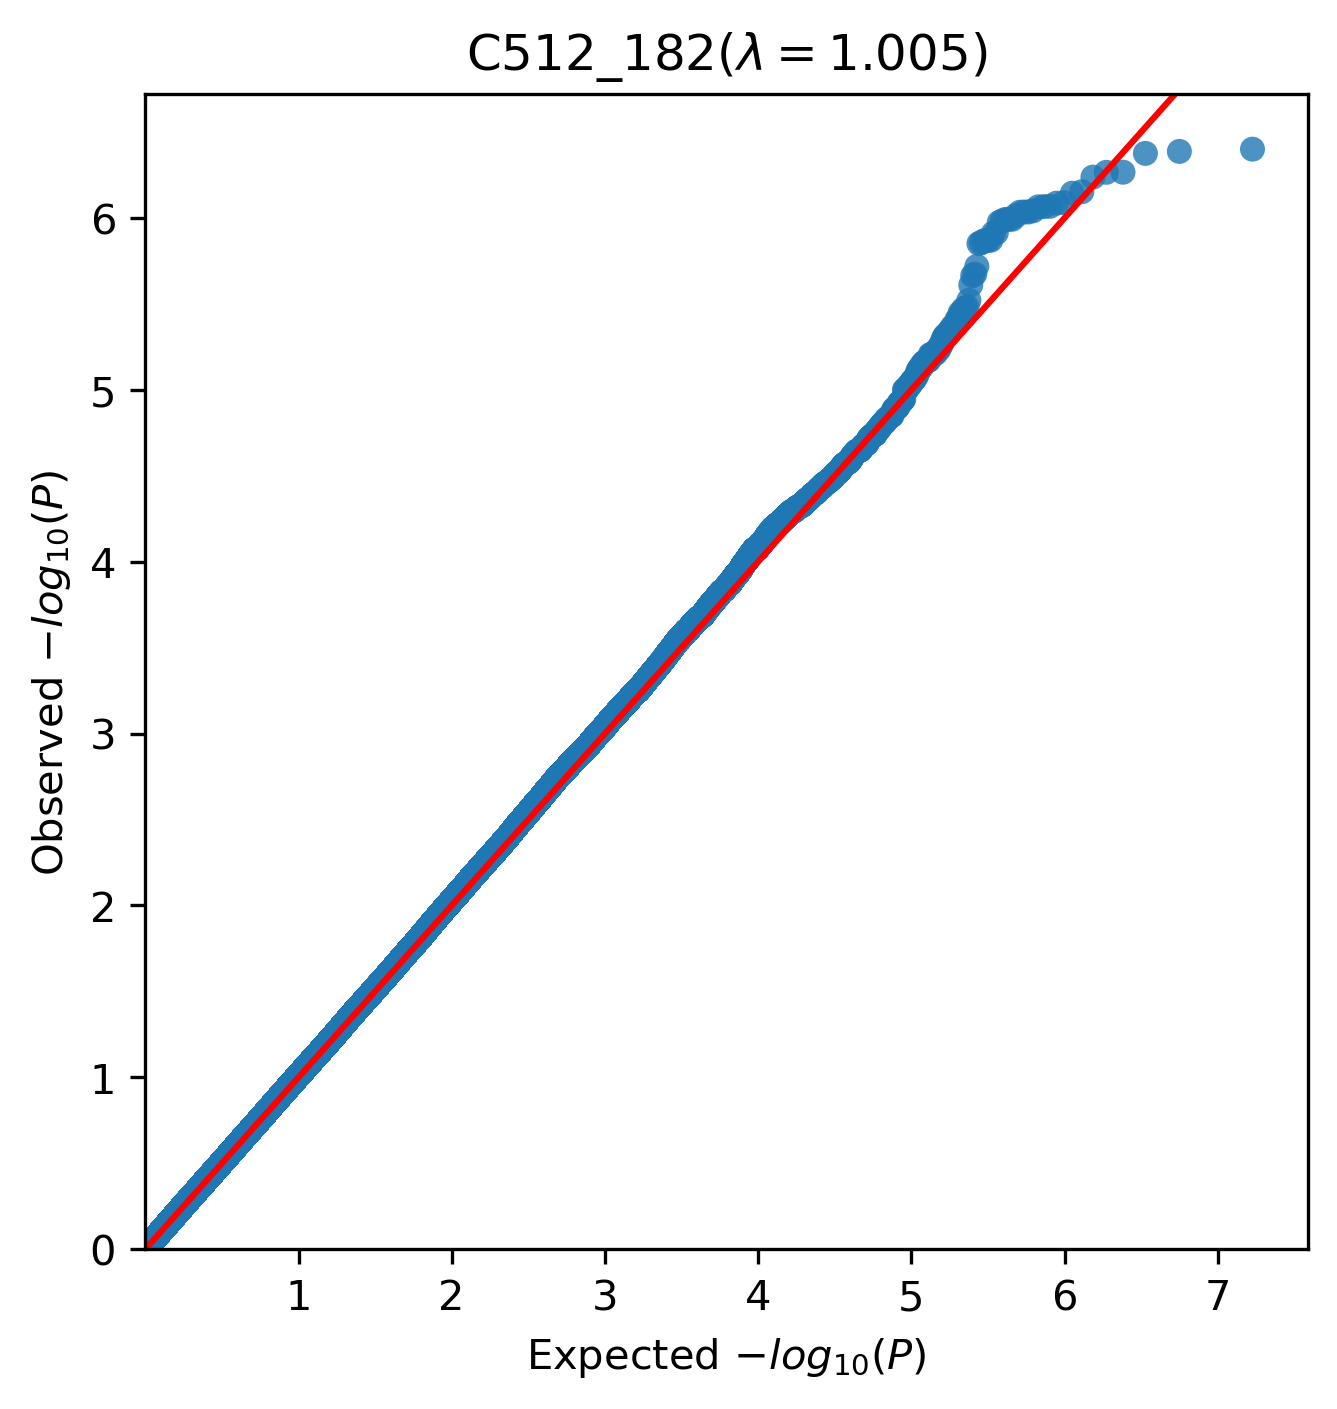 C512_182(λ = 1.005)
6
5
4
3
2
1
0
Observed −log₁₀(P)
1 2 3 4 5 6 7
Expected −log₁₀(P)